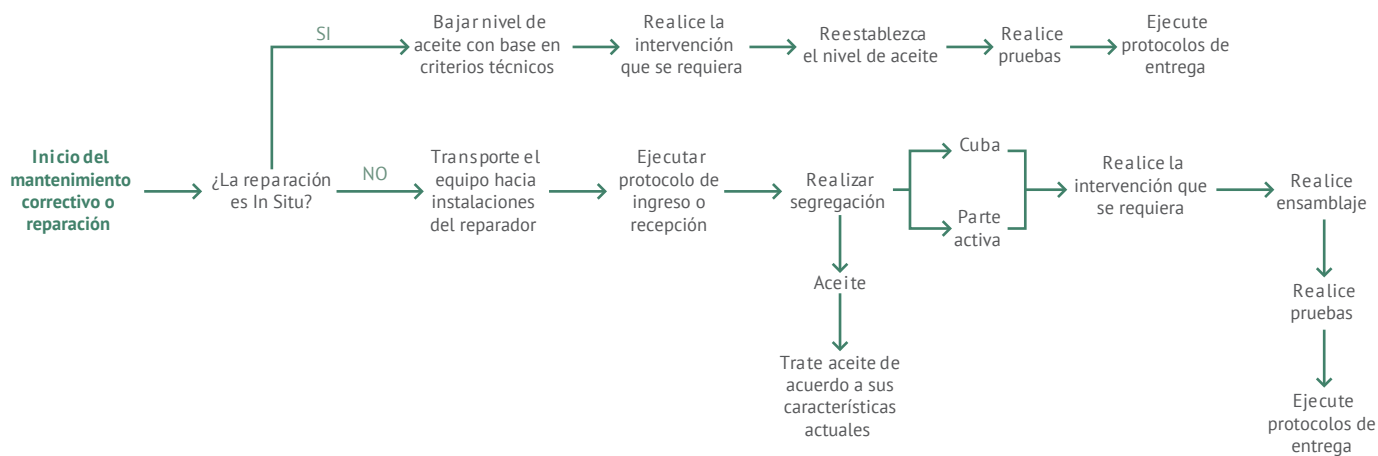 SI
Bajar nivel de
aceite con base en
criterios técnicos
Realice la
intervención
que se requiera
Reestablezca
el nivel de aceite
Realice
pruebas
Ejecute
protocolos de
entrega
Inicio del
mantenimiento
correctivo o
reparación
¿La reparación
es In Situ?
NO
Transporte el
equipo hacia
instalaciones
del reparador
Ejecutar
protocolo de
ingreso o
recepción
Realizar
segregación
Cuba
Parte
activa
Realice la
intervención que
se requiera
Realice
ensamblaje
Aceite
Trate aceite de
acuerdo a sus
características
actuales
Realice
pruebas
Ejecute
protocolos de
entrega